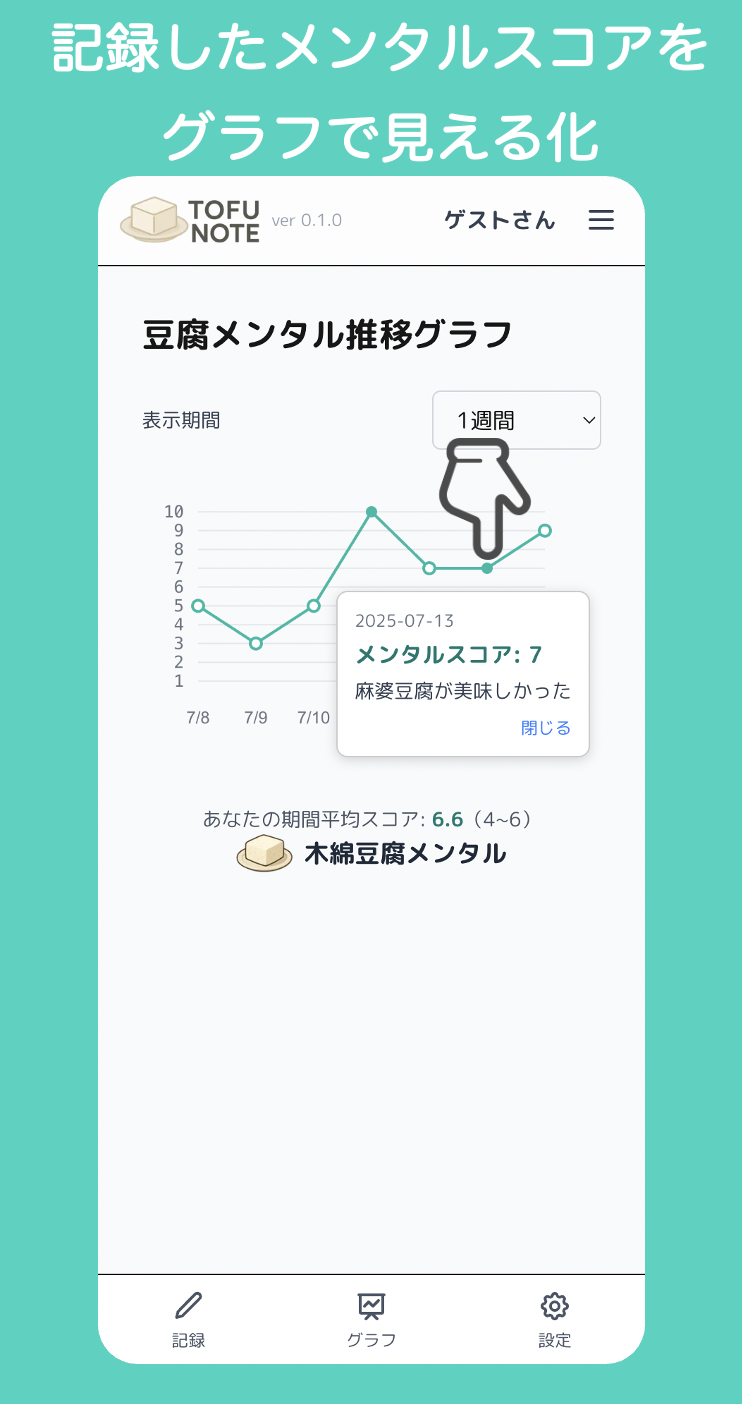 記録したメンタルスコアを
グラフで見える化
TOFU
NOTE
ver 0.1.0
ゲストさん
豆腐メンタル推移グラフ
表示期間
1週間
10
9
8
7
6
5
4
3
2
1
7/8
7/9
7/10
2025-07-13
メンタルスコア: 7
麻婆豆腐が美味しかった
閉じる
あなたの期間平均スコア: 6.6（4~6）
木綿豆腐メンタル
記録
グラフ
設定